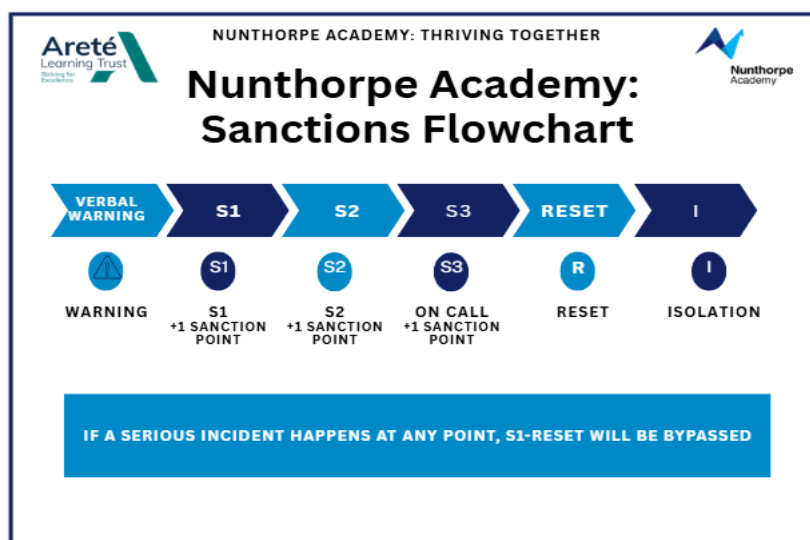 Areté
Learning Trust
Striving for
Excellence
NUNTHORPE ACADEMY: THRIVING TOGETHER
Nunthorpe
Academy
Nunthorpe Academy:
Sanctions Flowchart
VERBAL
WARNING
S1
S2
S3
RESET
I
S1
S2
S3
R
I
WARNING
S1
+1 SANCTION
POINT
S2
+1 SANCTION
POINT
ON CALL
+1 SANCTION
POINT
RESET
ISOLATION
IF A SERIOUS INCIDENT HAPPENS AT ANY POINT, S1-RESET WILL BE BYPASSED